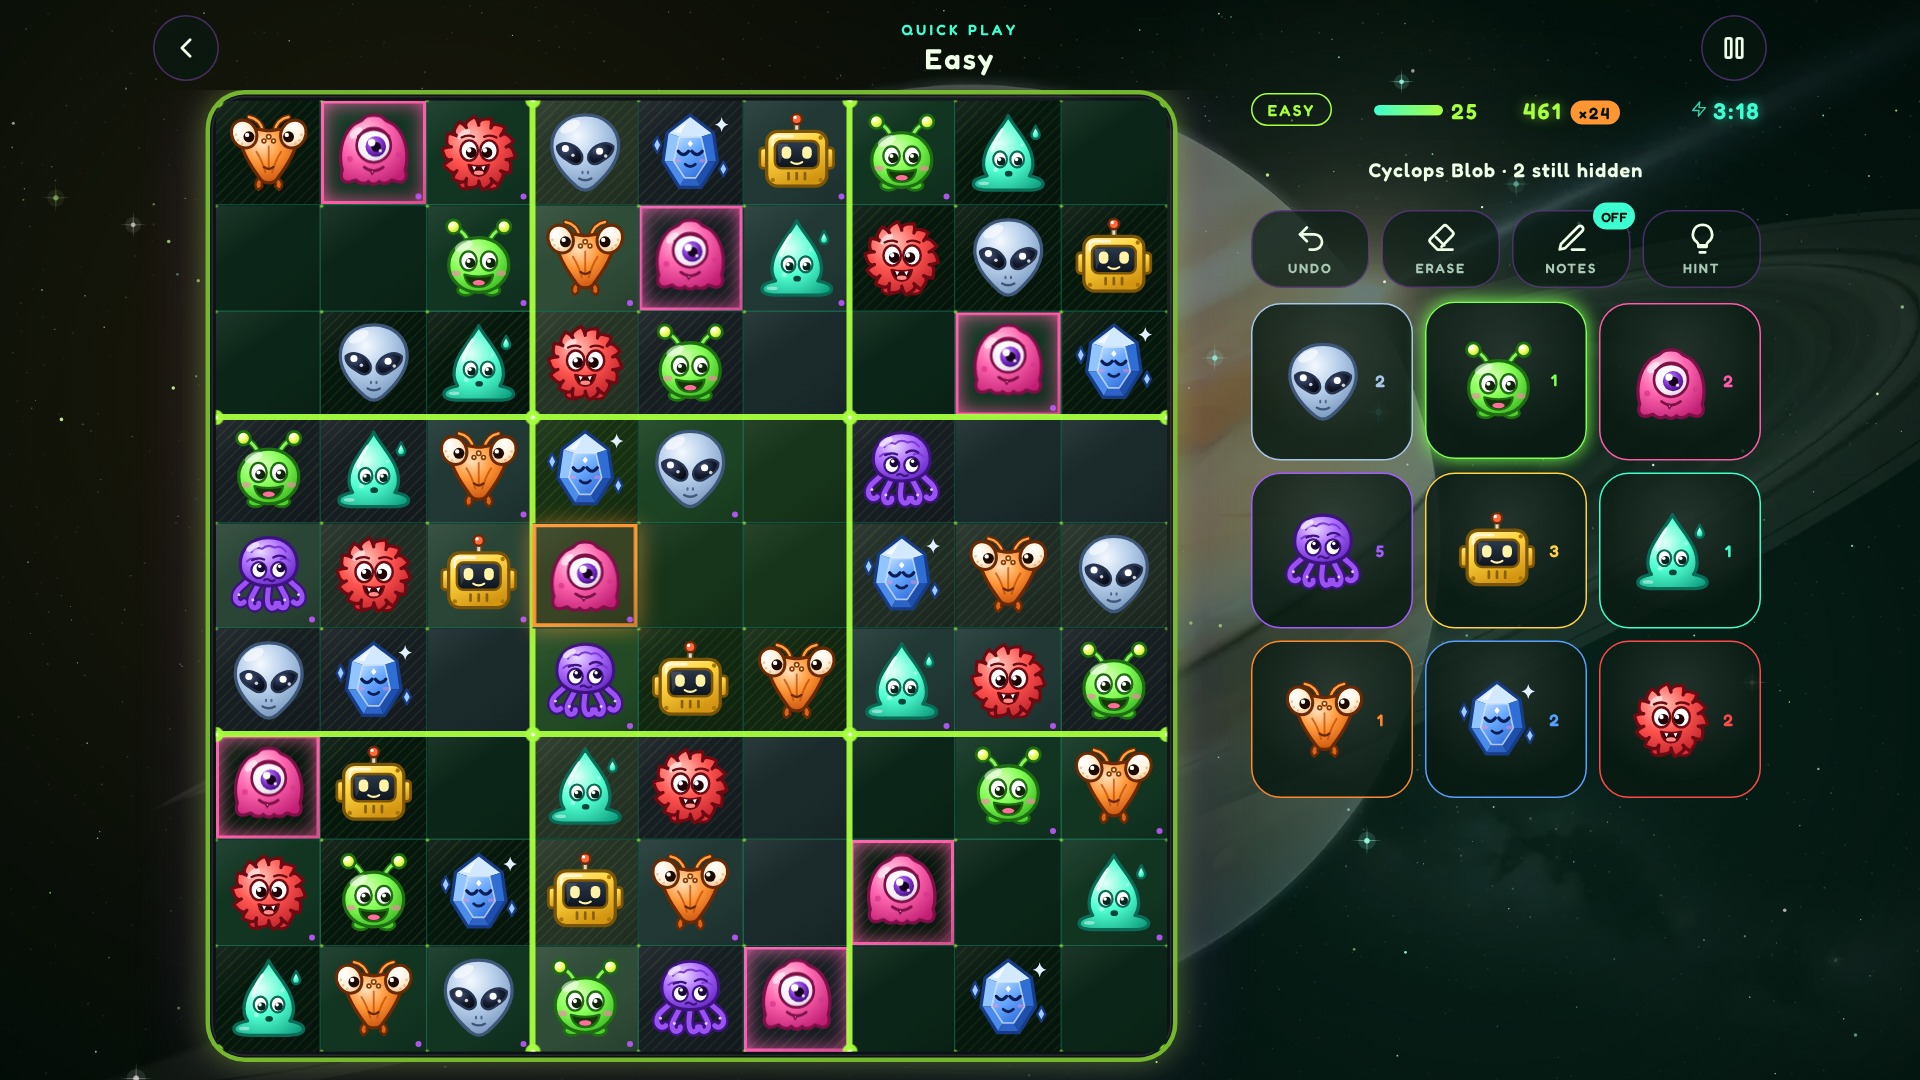 QUICK PLAY
Easy
EASY
25
461
×24
3:18
Cyclops Blob · 2 still hidden
OFF
UNDO
ERASE
NOTES
HINT
2
1
2
5
3
1
1
2
2